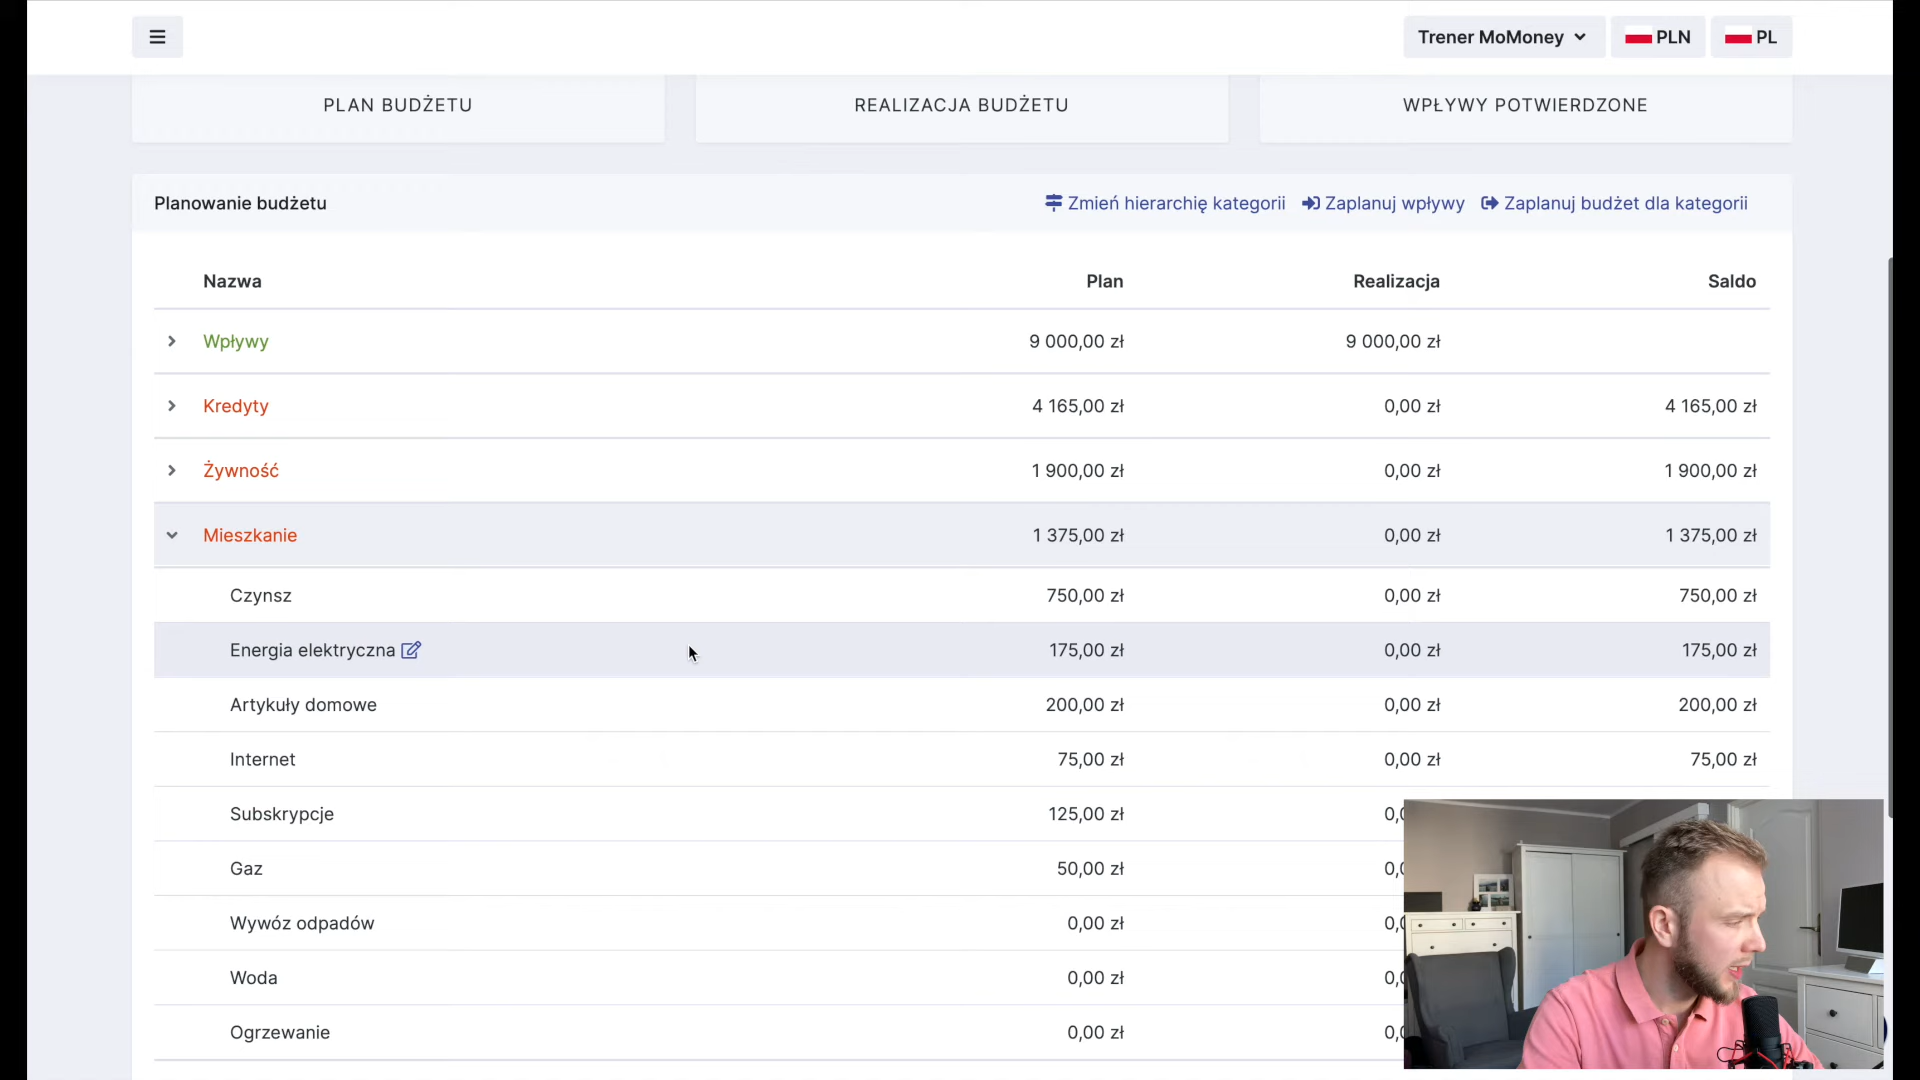 Trener MoMoney PLN PL
PLAN BUDŻETU REALIZACJA BUDŻETU WPŁYWY POTWIERDZONE
Planowanie budżetu Zmień hierarchię kategorii Zaplanuj wpływy Zaplanuj budżet dla kategorii
Nazwa Plan Realizacja Saldo
Wpływy 9 000,00 zł 9 000,00 zł
Kredyty 4 165,00 zł 0,00 zł 4 165,00 zł
Żywność 1 900,00 zł 0,00 zł 1 900,00 zł
Mieszkanie 1 375,00 zł 0,00 zł 1 375,00 zł
Czynsz 750,00 zł 0,00 zł 750,00 zł
Energia elektryczna 175,00 zł 0,00 zł 175,00 zł
Artykuły domowe 200,00 zł 0,00 zł 200,00 zł
Internet 75,00 zł 0,00 zł 75,00 zł
Subskrypcje 125,00 zł
Gaz 50,00 zł
Wywóz odpadów 0,00 zł
Woda 0,00 zł
Ogrzewanie 0,00 zł